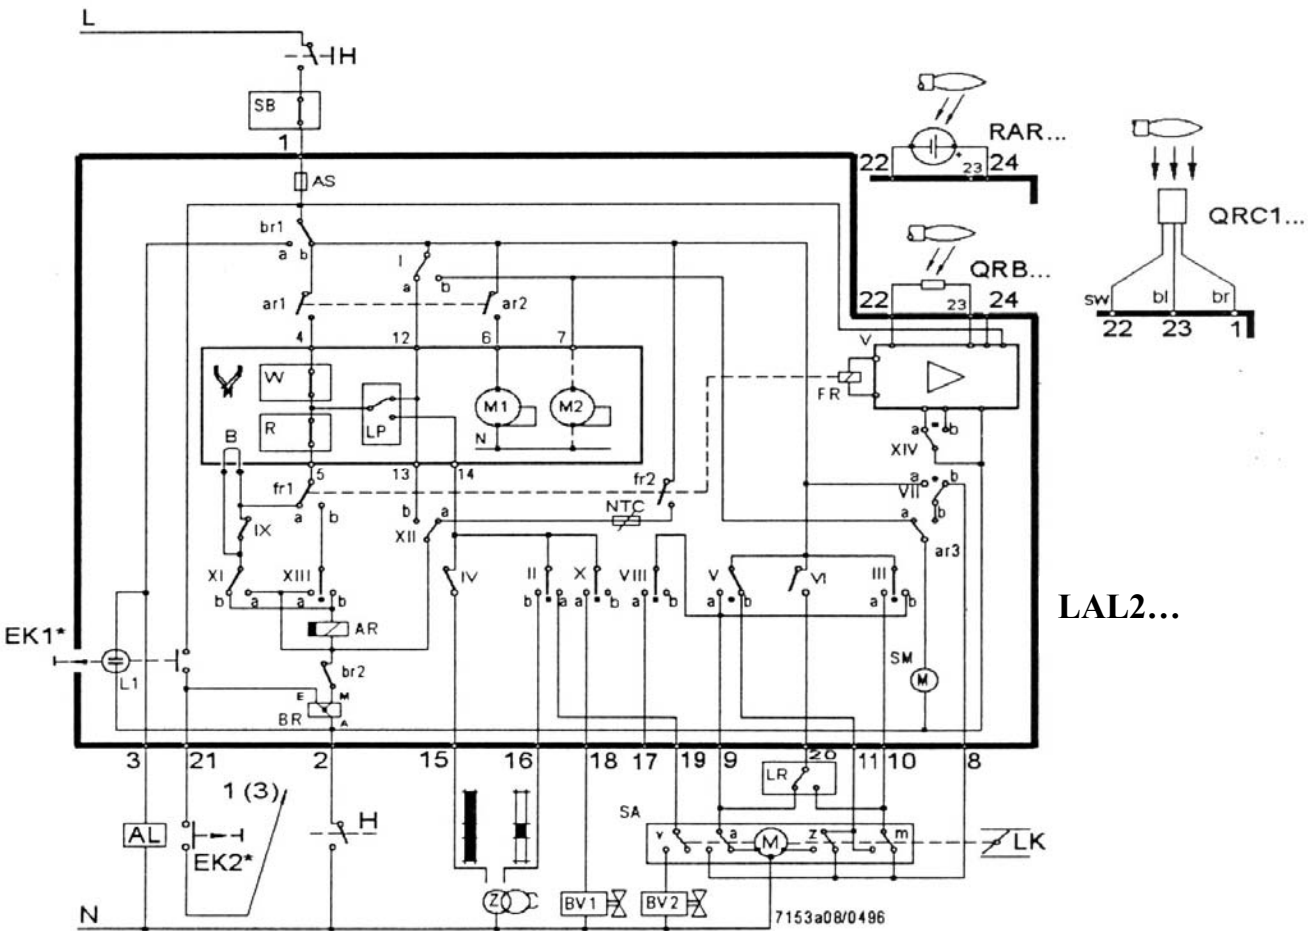 L
H
SB
1
RAR...
22 23 24
AS
QRC1...
br1
a b
I
a b
QRB...
22 23 24
sw bl br
22 23 1
ar1
ar2
4 12 6 7
V
W
FR
M1 M2
R
LP
N
a b
B
XIV
5 13 14
fr1
fr2
a b
VII
a b
b a
NTC
a b
IX
XII
ar3
XI
XIII
IV
II
X
VIII
V
VI
III
b a a b
b a a b a b a b a b
LAL2...
AR
EK1*
SM
br2
M
L1
E M
BR
A
3 21 2 15 16 18 17 19 9 20 11 10 8
1 (3)
LR
SA
AL
H
v a M z m
LK
EK2*
Z
BV1 BV2
7153a08/0496
N